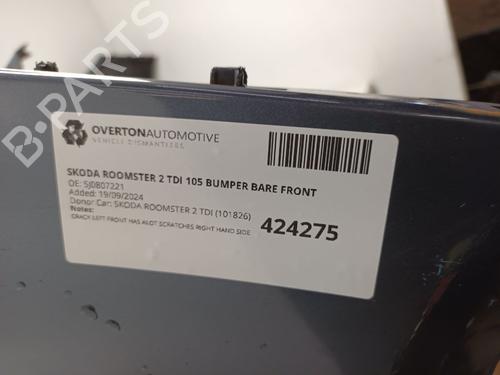 B-PARTS
OVERTONAUTOMOTIVE
VEHICLE DISMANTLERS
SKODA ROOMSTER 2 TDI 105 BUMPER BARE FRONT
OE: 5J0807221
Added: 19/09/2024
Donor Car: SKODA ROOMSTER 2 TDI (101826)
Notes:
CRACK LEFT FRONT HAS ALOT SCRATCHES RIGHT HAND SIDE
424275